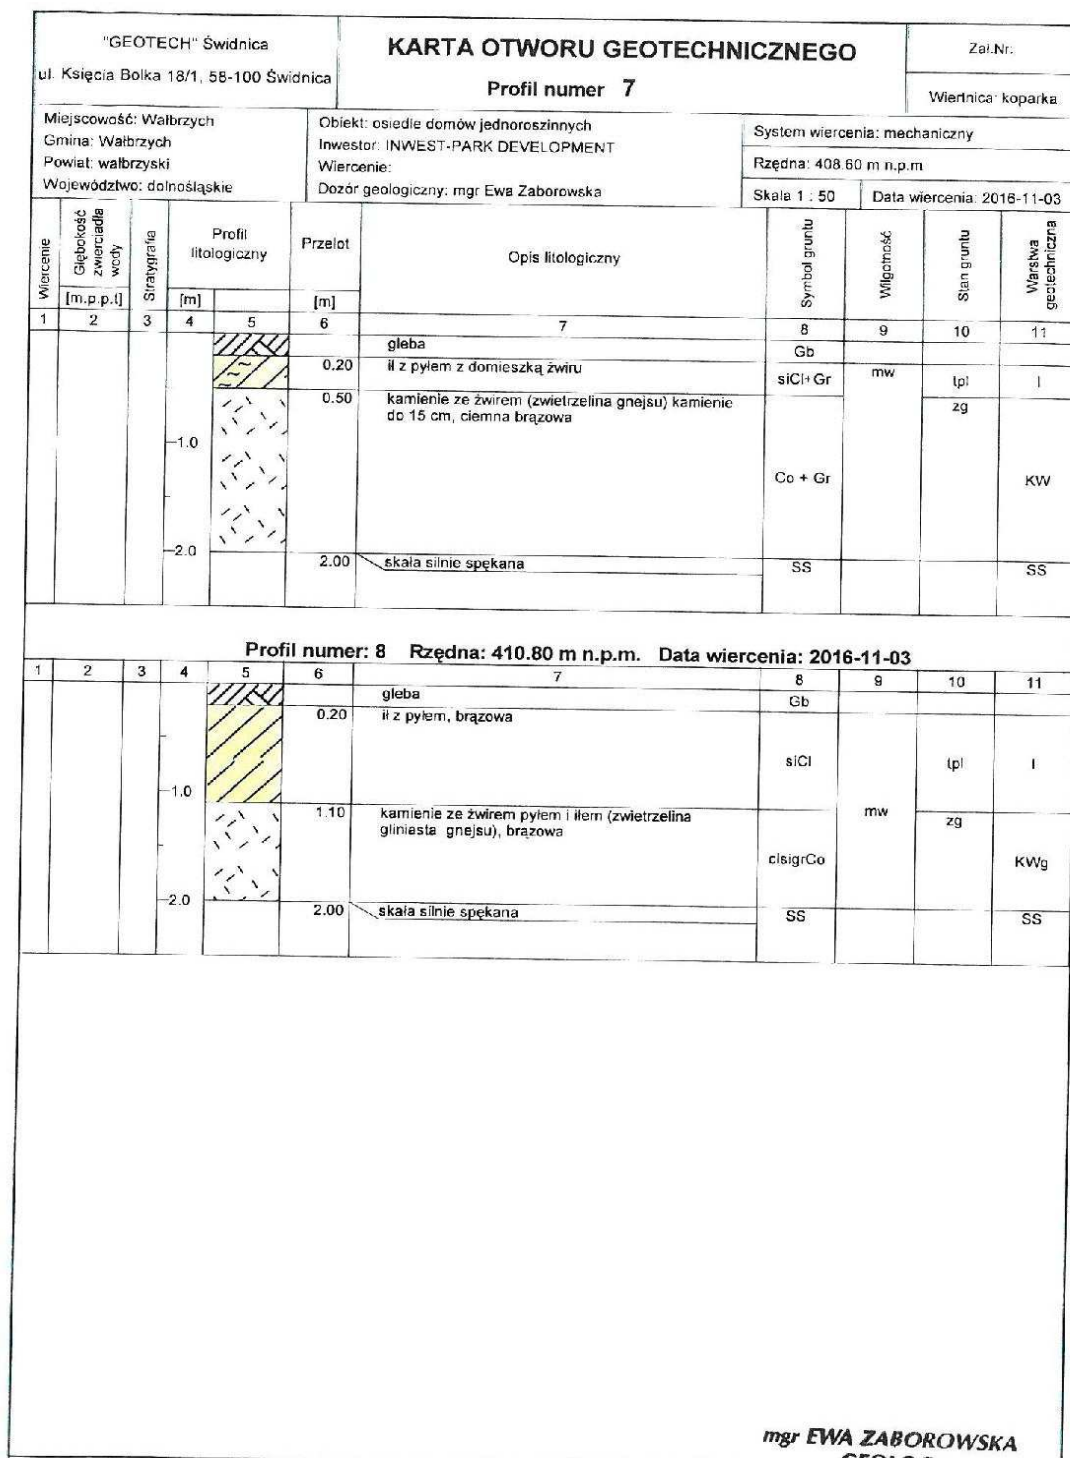 "GEOTECH" Świdnica
ul. Księcia Bolka 18/1, 58-100 Świdnica
KARTA OTWORU GEOTECHNICZNEGO
Profil numer 7
Zał.Nr:
Wiertnica: koparka
Miejscowość: Wałbrzych
Gmina: Wałbrzych
Powiat: wałbrzyski
Województwo: dolnośląskie
Obiekt: osiedle domów jednoroszinnych
Inwestor: INWEST-PARK DEVELOPMENT
Wiercenie:
Dozór geologiczny: mgr Ewa Zaborowska
System wiercenia: mechaniczny
Rzędna: 408.60 m n.p.m
Skala 1 : 50 Data wiercenia: 2016-11-03
Wiercenie
Głębokość zwierciadła wody
[m.p.p.t]
Stratygrafia
Profil litologiczny
[m]
Przelot
[m]
Opis litologiczny
Symbol gruntu
Wilgotność
Stan gruntu
Warstwa geotechniczna
1 2 3 4 5 6 7 8 9 10 11
gleba Gb
0.20 ił z pyłem z domieszką żwiru siCl+Gr mw tpl I
0.50 kamienie ze żwirem (zwietrzelina gnejsu) kamienie zg
do 15 cm, ciemna brązowa
1.0
Co + Gr KW
2.0
2.00 skała silnie spękana SS SS
Profil numer: 8 Rzędna: 410.80 m n.p.m. Data wiercenia: 2016-11-03
1 2 3 4 5 6 7 8 9 10 11
gleba Gb
0.20 ił z pyłem, brązowa
siCl tpl I
1.0
1.10 kamienie ze żwirem pyłem i iłem (zwietrzelina mw zg
gliniasta gnejsu), brązowa
clsigrCo KWg
2.0
2.00 skała silnie spękana SS SS
mgr EWA ZABOROWSKA